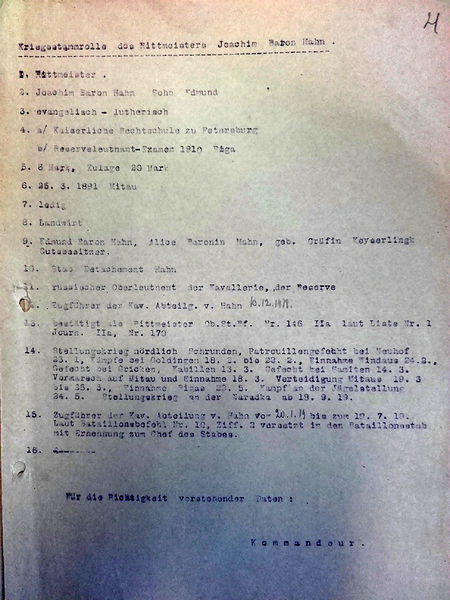 4
Kriegsstammrolle des Rittmeisters Joachim Baron Hahn .
1. Rittmeister .
2. Joachim Baron Hahn Sohn Edmund
3. evangelisch - lutherisch
4. a/ Kaiserliche Rechtschule zu Petersburg
b/ Reserveleutnant-Examen 1910 Riga
5. 8 Mark, Zulage 20 Mark
6. 26. 3. 1891 Mitau
7. ledig
8. Landwirt
9. Edmund Baron Hahn, Alice Baronin Hahn, geb. Gräfin Keyserlingk
Gutsbesitzer.
10. Stab Detachement Hahn
11. russischer Oberleutnent der Kavallerie, der Reserve
Zugführer der Kav. Abteilg. v. Hahn 10.12.1919.
13. bestätigt als Rittmeister Ob.St.Bf. Nr. 146 IIa laut Liste Nr. 1
Journ. IIa, Nr. 170
14. Stellungskrieg nördlich Schrunden, Patrouillengefecht bei Neuhof
23. 1, Kämpfe bei Goldingen 18. 2. bis 23. 2., Einnahme Windaus 24.2.,
Gefecht bei Gricken, Kabillen 13. 3. Gefecht bei Samiten 14. 3.
Vormarsch auf Mitau und Einnahme 18. 3. Verteidigung Mitaus 19. 3
bis 25. 3., Einnahme Rigas 23. 5. Kampf an der Jägelstellung
24. 5. Stellungskrieg an der ab 18. 9. 19.
15. Zugführer der Kav. Abteilung v. Hahn vom 20.1.19 bis zum 19. 7. 19.
Laut Bataillonsbefehl Nr. 10, Ziff. 2 versetzt in den Bataillonsstab
mit Ernennung zum Chef des Stabes.
16. -------
Für die Richtigkeit vorstehender Daten :
Kommandeur.